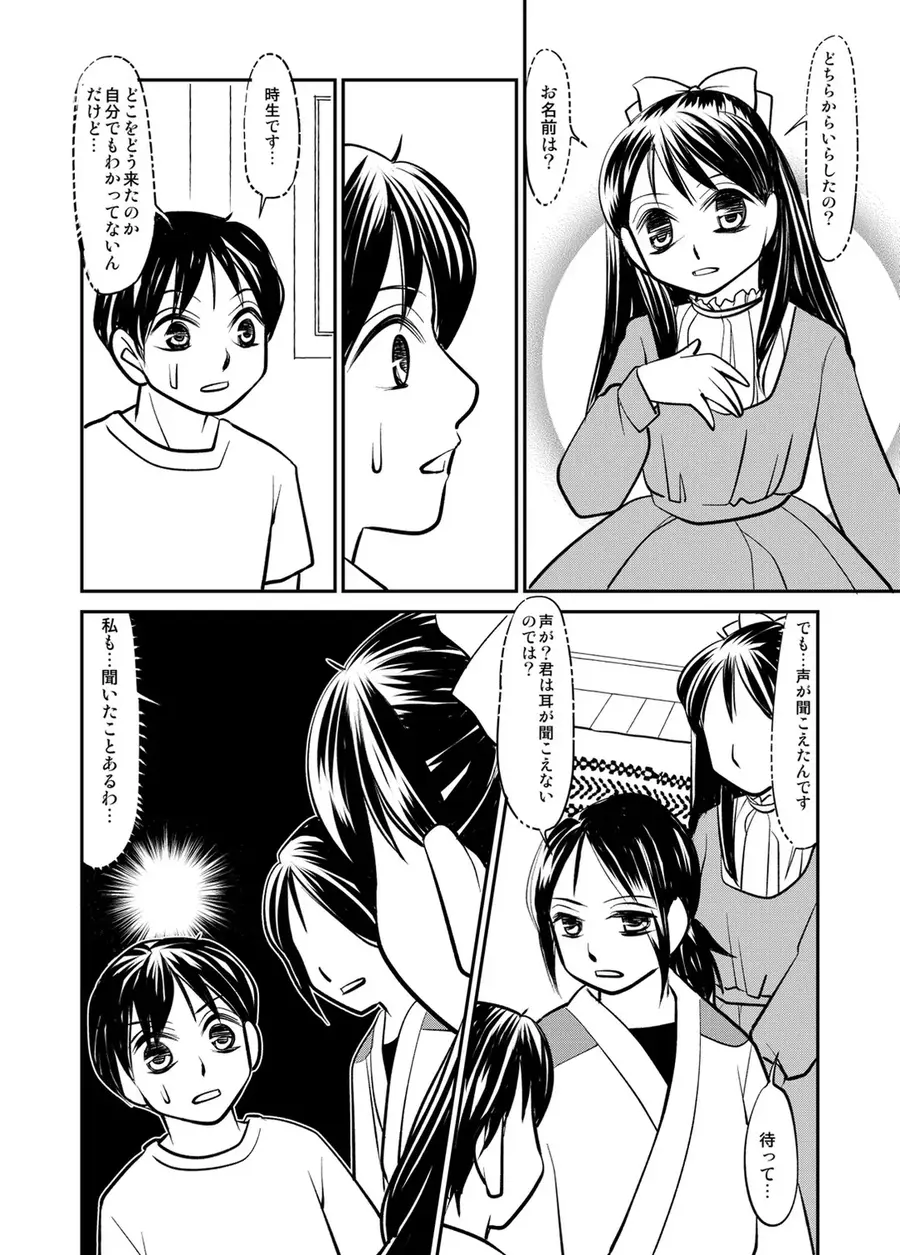 どちらからいらしたの？
お名前は？
時生です…
どこをどう来たのか
自分でもわかってないん
だけど…
でも…声が聞こえたんです
声が？君は耳が聞こえない
のでは？
待って…
私も…聞いたことあるわ…